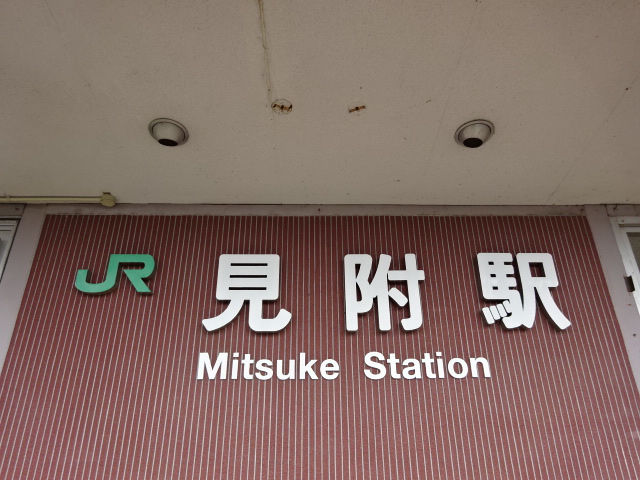 JR 見附駅
Mitsuke Station